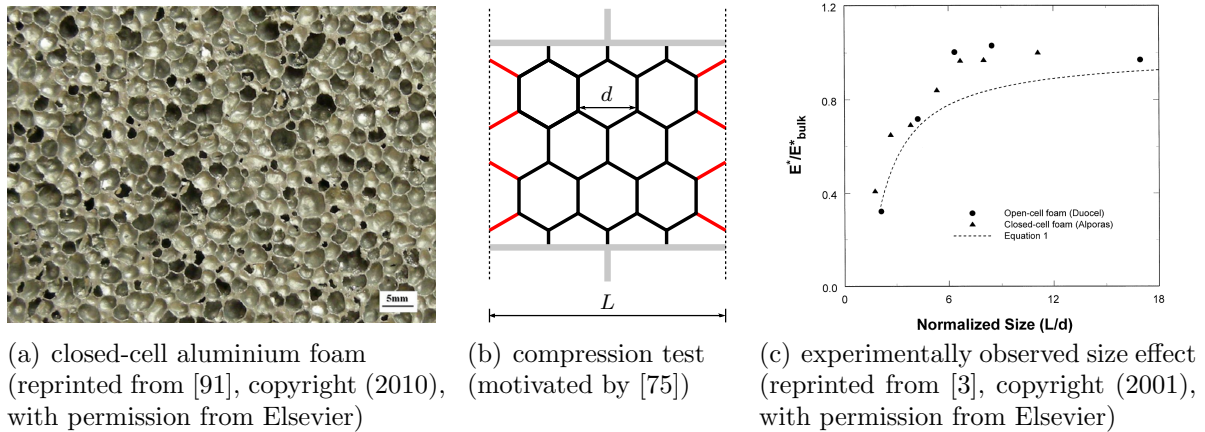 5mm
(a) closed-cell aluminium foam
(reprinted from [91], copyright (2010),
with permission from Elsevier)
d
L
(b) compression test
(motivated by [75])
1.2
0.8
0.4
0.0
E*/E*bulk
0
6
12
18
Normalized Size (L/d)
Open-cell foam (Duocel)
Closed-cell foam (Alporas)
Equation 1
(c) experimentally observed size effect
(reprinted from [3], copyright (2001),
with permission from Elsevier)